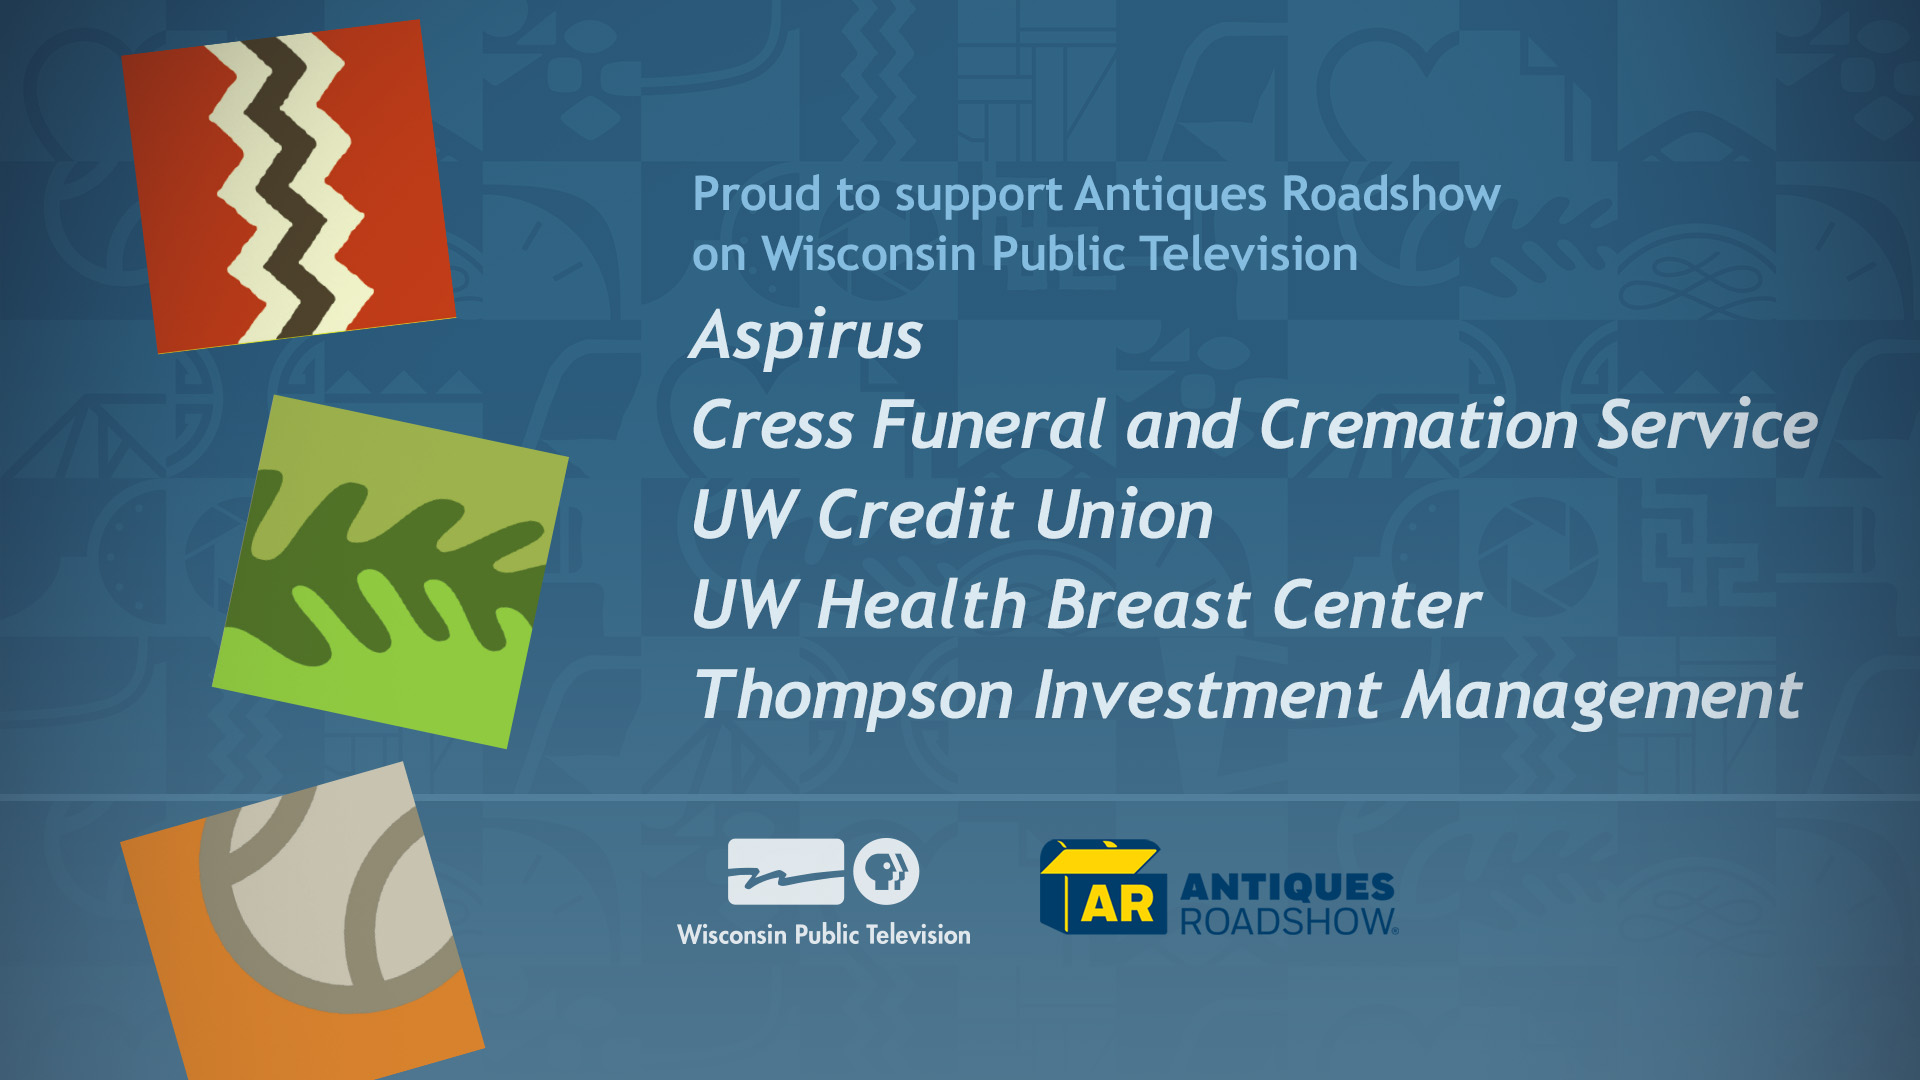 Proud to support Antiques Roadshow
on Wisconsin Public Television
Aspirus
Cress Funeral and Cremation Service
UW Credit Union
UW Health Breast Center
Thompson Investment Management
Wisconsin Public Television
AR
ANTIQUES
ROADSHOW®